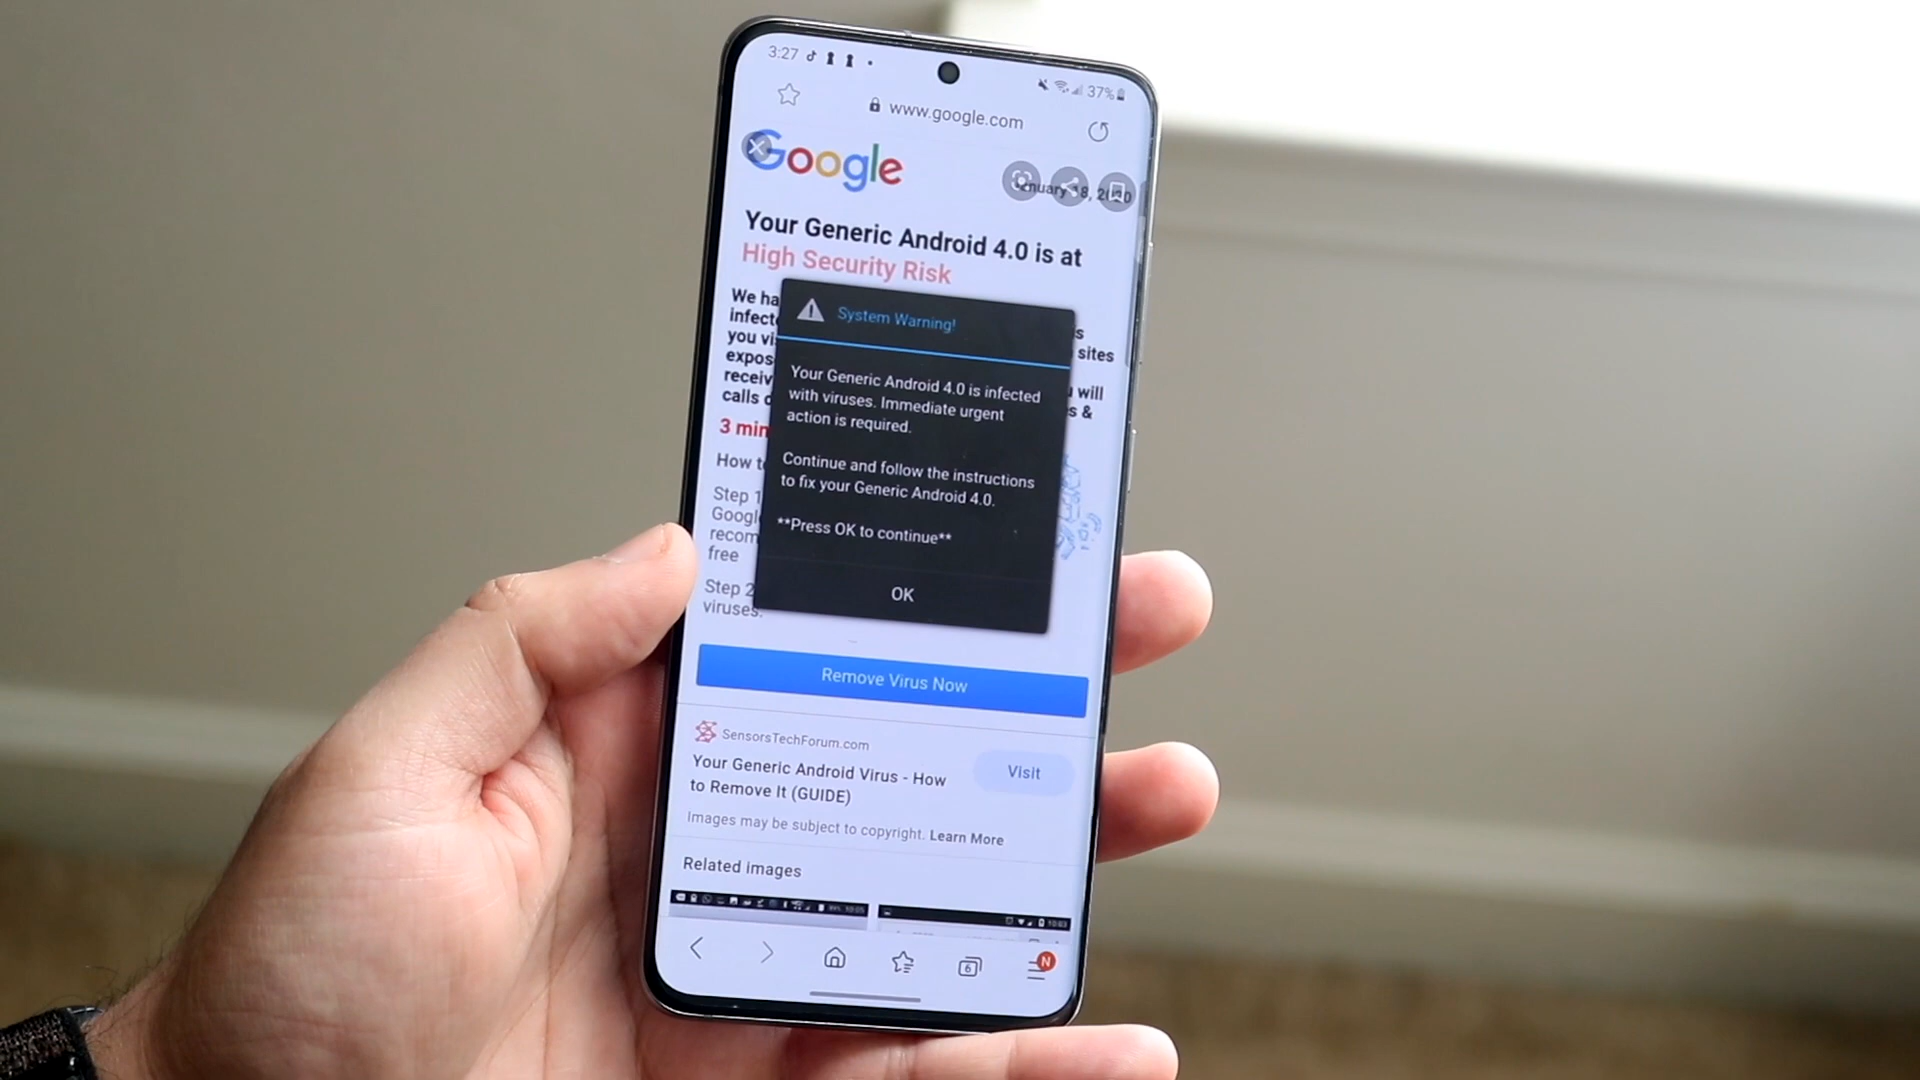 3:27
37%
www.google.com
Google
January 18, 2020
Your Generic Android 4.0 is at
High Security Risk
We ha
infect
you vi
sites
expos
receiv
will
calls
&
3 min
How t
Step 1
Googl
recom
free
Step 2
viruses.
System Warning!
Your Generic Android 4.0 is infected
with viruses. Immediate urgent
action is required.
Continue and follow the instructions
to fix your Generic Android 4.0.
**Press OK to continue**
OK
Remove Virus Now
SensorsTechForum.com
Your Generic Android Virus - How
to Remove It (GUIDE)
Visit
Images may be subject to copyright. Learn More
Related images
6
N